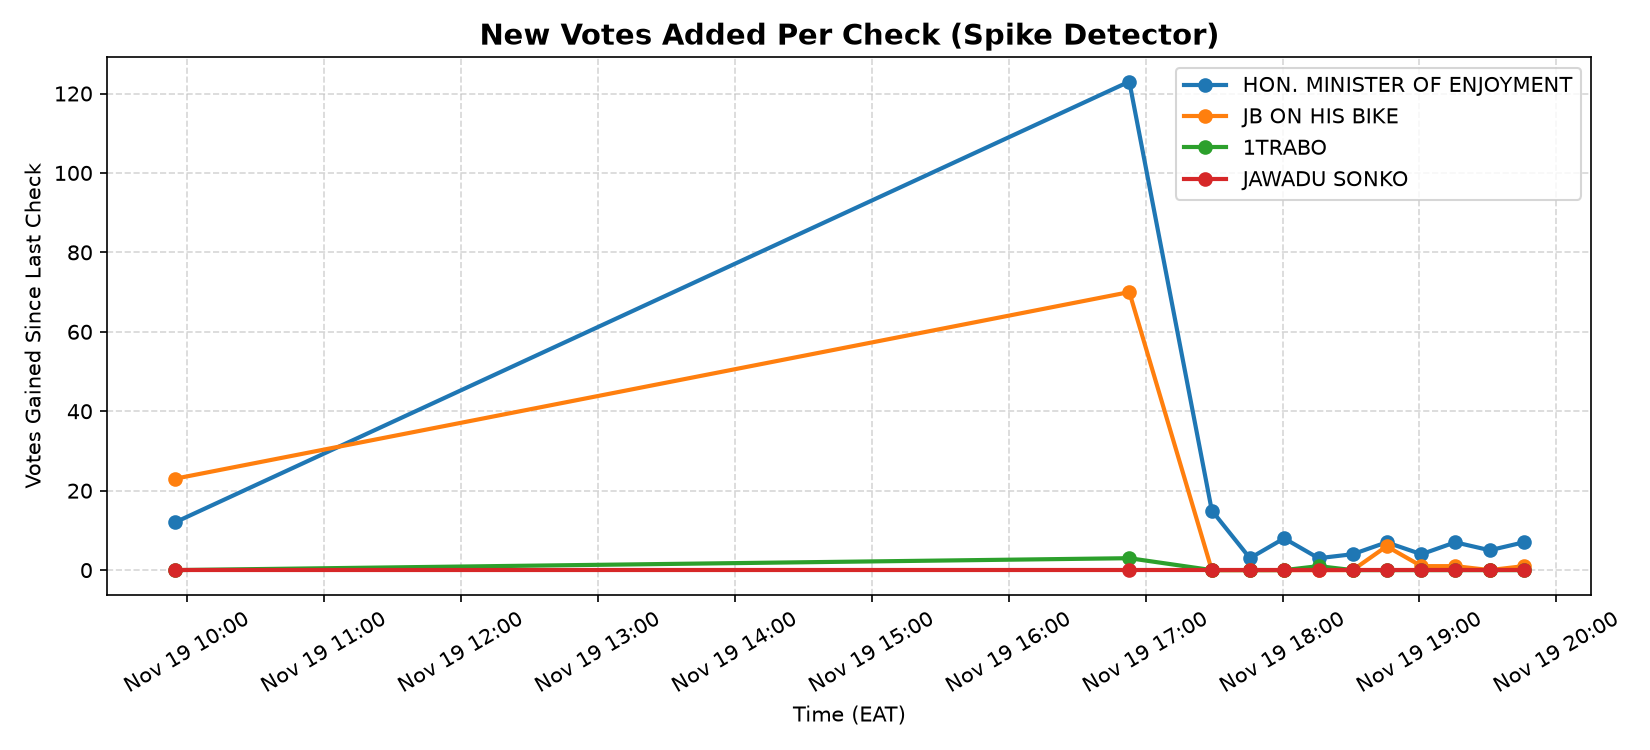 New Votes Added Per Check (Spike Detector)
Votes Gained Since Last Check
120
100
80
60
40
20
0
HON. MINISTER OF ENJOYMENT
JB ON HIS BIKE
1TRABO
JAWADU SONKO
Nov 19 10:00
Nov 19 11:00
Nov 19 12:00
Nov 19 13:00
Nov 19 14:00
Nov 19 15:00
Nov 19 16:00
Nov 19 17:00
Nov 19 18:00
Nov 19 19:00
Nov 19 20:00
Time (EAT)